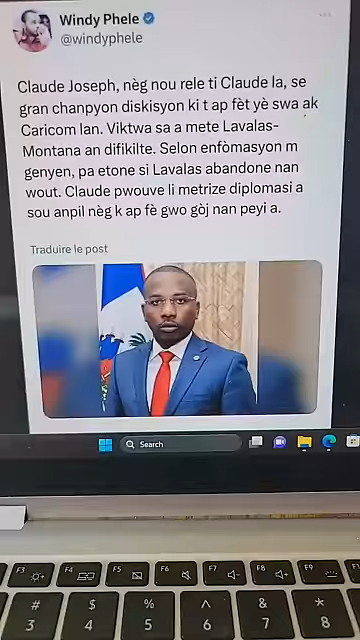 Windy Phele
@windyphele
Claude Joseph, nèg nou rele ti Claude la, se
gran chanpyon diskisyon ki t ap fèt yè swa ak
Caricom lan. Viktwa sa a mete Lavalas-
Montana an difikilte. Selon enfòmasyon m
genyen, pa etone si Lavalas abandone nan
wout. Claude pwouve li metrize diplomasi a
sou anpil nèg k ap fè gwo gòj nan peyi a.
Traduire le post
Search
F3 F4 F5 F6 F7 F8 F9
# $ % ^ & *
3 4 5 6 7 8